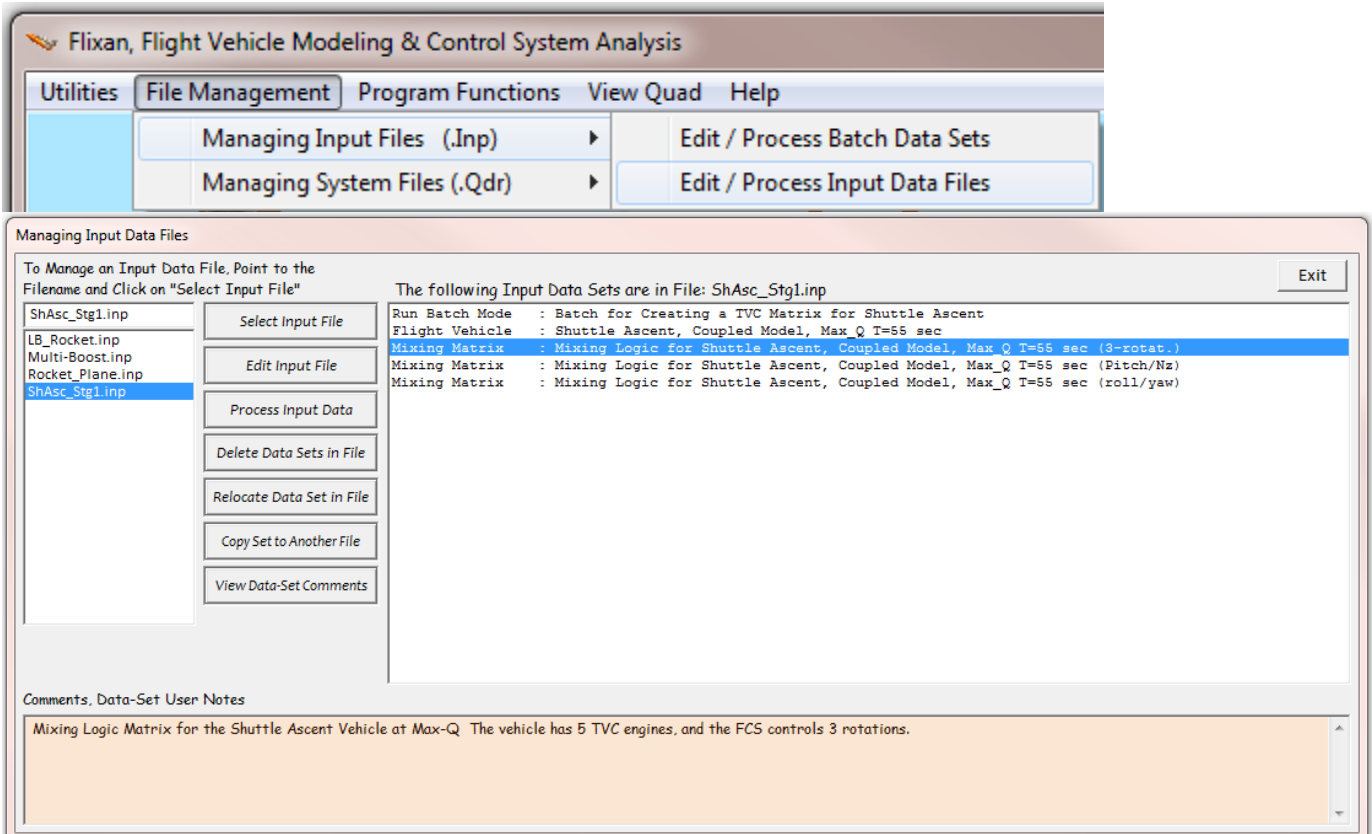 Flixan, Flight Vehicle Modeling & Control System Analysis
Utilities File Management Program Functions View Quad Help
Managing Input Files (.Inp) Edit / Process Batch Data Sets
Managing System Files (.Qdr) Edit / Process Input Data Files
Managing Input Data Files
To Manage an Input Data File, Point to the
Filename and Click on "Select Input File"
The following Input Data Sets are in File: ShAsc_Stg1.inp
Exit
ShAsc_Stg1.inp
LB_Rocket.inp
Multi-Boost.inp
Rocket_Plane.inp
ShAsc_Stg1.inp
Select Input File
Edit Input File
Process Input Data
Delete Data Sets in File
Relocate Data Set in File
Copy Set to Another File
View Data-Set Comments
Run Batch Mode : Batch for Creating a TVC Matrix for Shuttle Ascent
Flight Vehicle : Shuttle Ascent, Coupled Model, Max_Q T=55 sec
Mixing Matrix : Mixing Logic for Shuttle Ascent, Coupled Model, Max_Q T=55 sec (3-rotat.)
Mixing Matrix : Mixing Logic for Shuttle Ascent, Coupled Model, Max_Q T=55 sec (Pitch/Nz)
Mixing Matrix : Mixing Logic for Shuttle Ascent, Coupled Model, Max_Q T=55 sec (roll/yaw)
Comments, Data-Set User Notes
Mixing Logic Matrix for the Shuttle Ascent Vehicle at Max-Q The vehicle has 5 TVC engines, and the FCS controls 3 rotations.